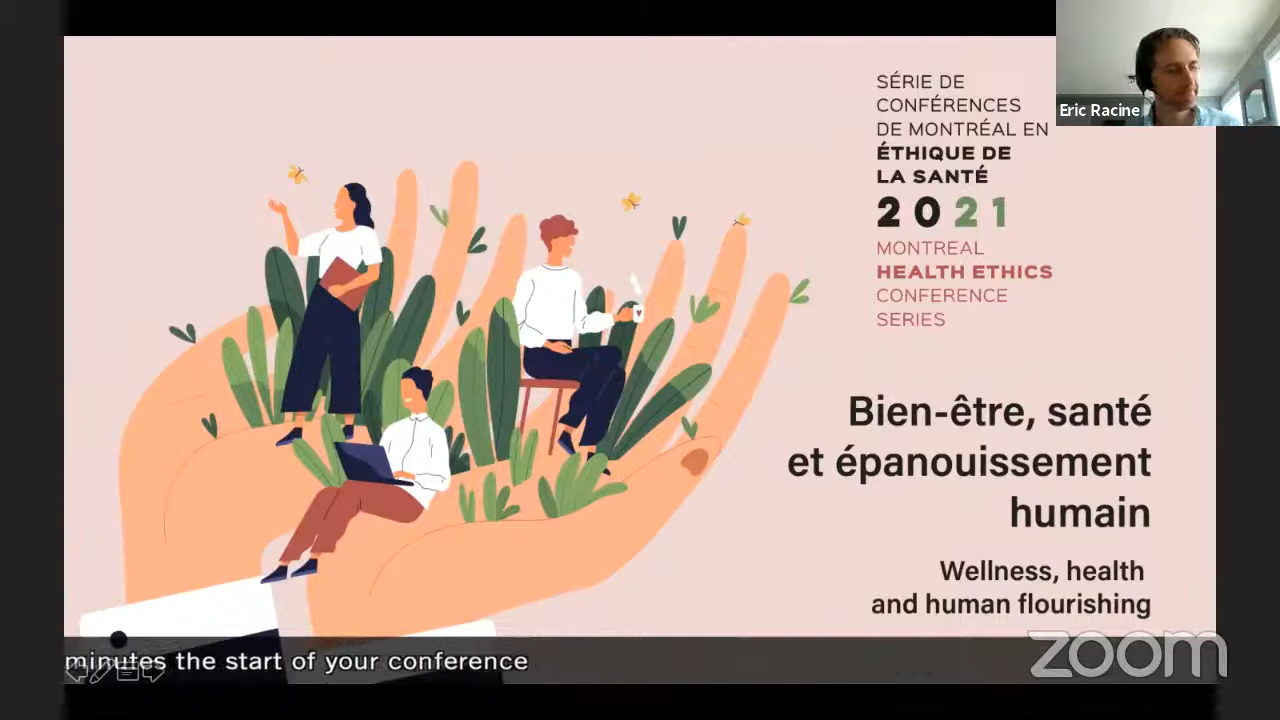 SÉRIE DE
CONFÉRENCES
DE MONTRÉAL EN
ÉTHIQUE DE
LA SANTÉ
2021
MONTREAL
HEALTH ETHICS
CONFERENCE
SERIES
Eric Racine
Bien-être, santé
et épanouissement
humain
Wellness, health
and human flourishing
minutes the start of your conference
zoom